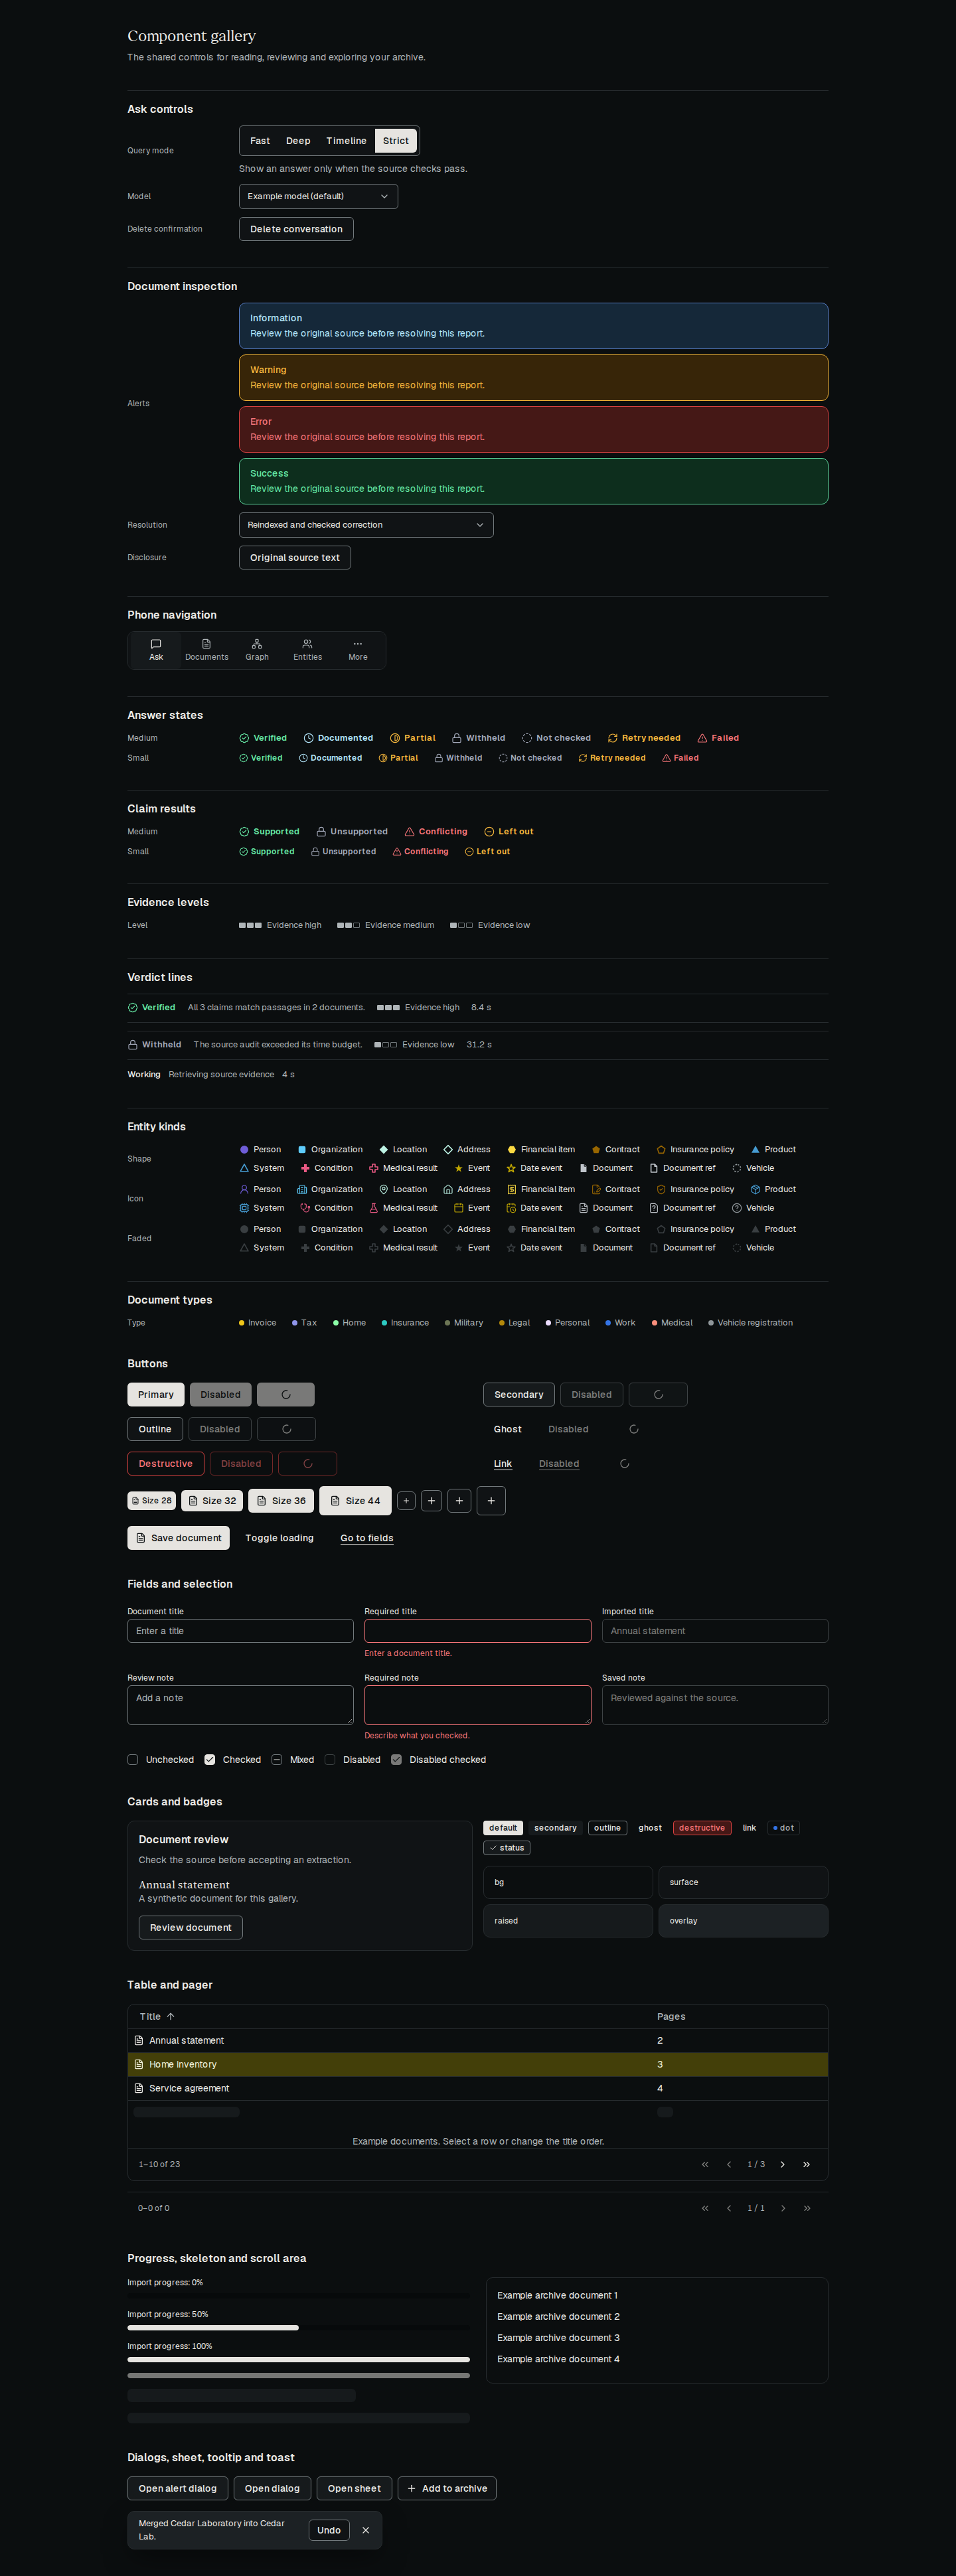 Component gallery
The shared controls for reading, reviewing and exploring your archive.
Ask controls
Query mode
Fast Deep Timeline Strict
Show an answer only when the source checks pass.
Model
Example model (default)
Delete confirmation
Delete conversation
Document inspection
Alerts
Information
Review the original source before resolving this report.
Warning
Review the original source before resolving this report.
Error
Review the original source before resolving this report.
Success
Review the original source before resolving this report.
Resolution
Reindexed and checked correction
Disclosure
Original source text
Phone navigation
Ask Documents Graph Entities More
Answer states
Medium Verified Documented Partial Withheld Not checked Retry needed Failed
Small Verified Documented Partial Withheld Not checked Retry needed Failed
Claim results
Medium Supported Unsupported Conflicting Left out
Small Supported Unsupported Conflicting Left out
Evidence levels
Level Evidence high Evidence medium Evidence low
Verdict lines
Verified All 3 claims match passages in 2 documents. Evidence high 8.4 s
Withheld The source audit exceeded its time budget. Evidence low 31.2 s
Working Retrieving source evidence 4 s
Entity kinds
Shape
Person Organization Location Address Financial item Contract Insurance policy Product
System Condition Medical result Event Date event Document Document ref Vehicle
Icon
Person Organization Location Address Financial item Contract Insurance policy Product
System Condition Medical result Event Date event Document Document ref Vehicle
Faded
Person Organization Location Address Financial item Contract Insurance policy Product
System Condition Medical result Event Date event Document Document ref Vehicle
Document types
Type Invoice Tax Home Insurance Military Legal Personal Work Medical Vehicle registration
Buttons
Primary Disabled Secondary Disabled
Outline Disabled Ghost Disabled
Destructive Disabled Link Disabled
Size 28 Size 32 Size 36 Size 44
Save document Toggle loading Go to fields
Fields and selection
Document title Required title Imported title
Enter a title Annual statement
Enter a document title.
Review note Required note Saved note
Add a note Reviewed against the source.
Describe what you checked.
Unchecked Checked Mixed Disabled Disabled checked
Cards and badges
Document review
Check the source before accepting an extraction.
Annual statement
A synthetic document for this gallery.
Review document
default secondary outline ghost destructive link dot
status
bg surface
raised overlay
Table and pager
Title Pages
Annual statement 2
Home inventory 3
Service agreement 4
Example documents. Select a row or change the title order.
1–10 of 23 1 / 3
0–0 of 0 1 / 1
Progress, skeleton and scroll area
Import progress: 0%
Import progress: 50%
Import progress: 100%
Example archive document 1
Example archive document 2
Example archive document 3
Example archive document 4
Dialogs, sheet, tooltip and toast
Open alert dialog Open dialog Open sheet Add to archive
Merged Cedar Laboratory into Cedar
Lab.
Undo